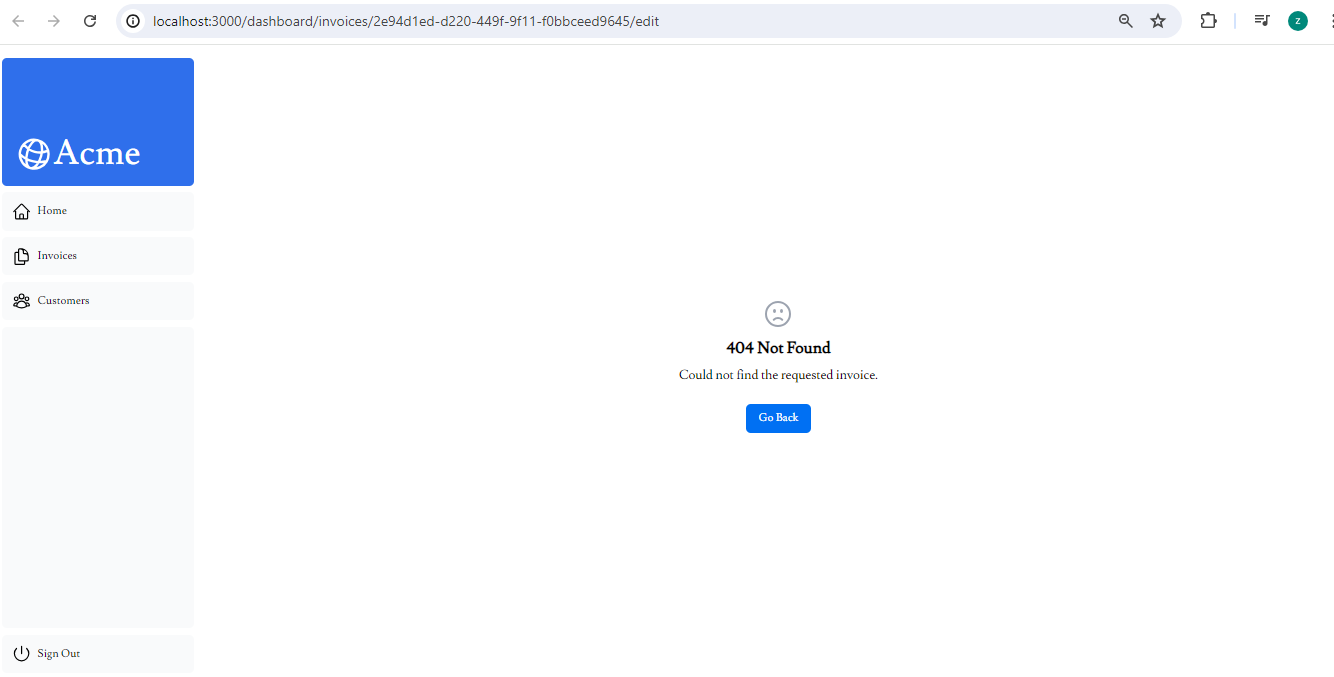 localhost:3000/dashboard/invoices/2e94d1ed-d220-449f-9f11-f0bbceed9645/edit
z
Acme
Home
Invoices
Customers
404 Not Found
Could not find the requested invoice.
Go Back
Sign Out